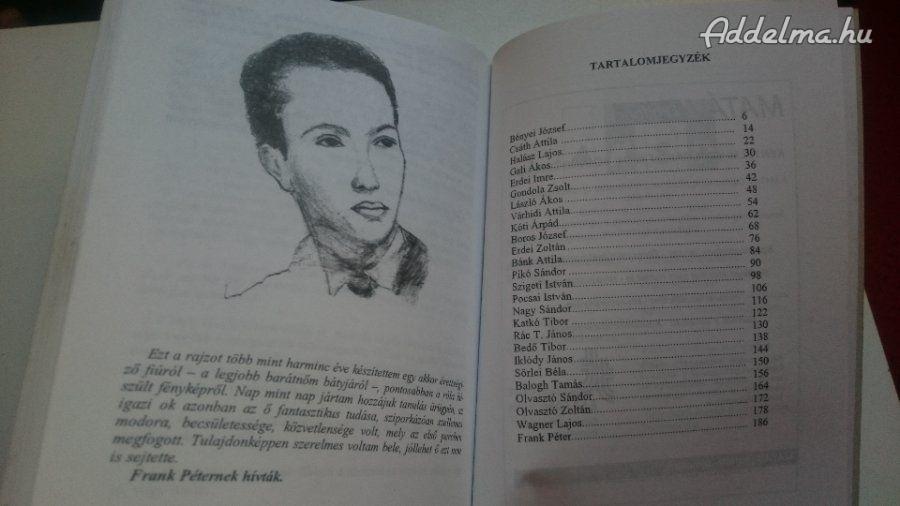 Addelma.hu
Ezt a rajzot több mint harminc éve készítettem egy akkor érettségi-
ző fiúról – a legjobb barátnőm bátyjáról –, pontosabban a róla ké-
szült fényképről. Nap mint nap jártam hozzájuk tanulás ürügyén, az
igazi ok azonban az ő fantasztikus tudása, sziporkázóan szellemes
modora, becsületessége, közvetlensége volt, mely az első percben
megfogott. Tulajdonképpen szerelmes voltam bele, jóllehet ő ezt nem
is sejtette.
Frank Péternek hívták.
TARTALOMJEGYZÉK
Bényei József 6
Csáth Attila 14
Halász Lajos 22
Gali Ákos 30
Erdei Imre 36
Gondola Zsolt 42
László Ákos 48
Várhidi Attila 54
Kóti Árpád 62
Boros József 68
Erdei Zoltán 76
Bánk Attila 84
Pikó Sándor 90
Szigeti István 98
Pocsai István 106
Nagy Sándor 116
Katkó Tibor 122
Rác T. János 130
Bedő Tibor 138
Iklódy János 144
Sörlei Béla 150
Balogh Tamás 156
Olvasztó Sándor 164
Olvasztó Zoltán 172
Wagner Lajos 178
Frank Péter 186